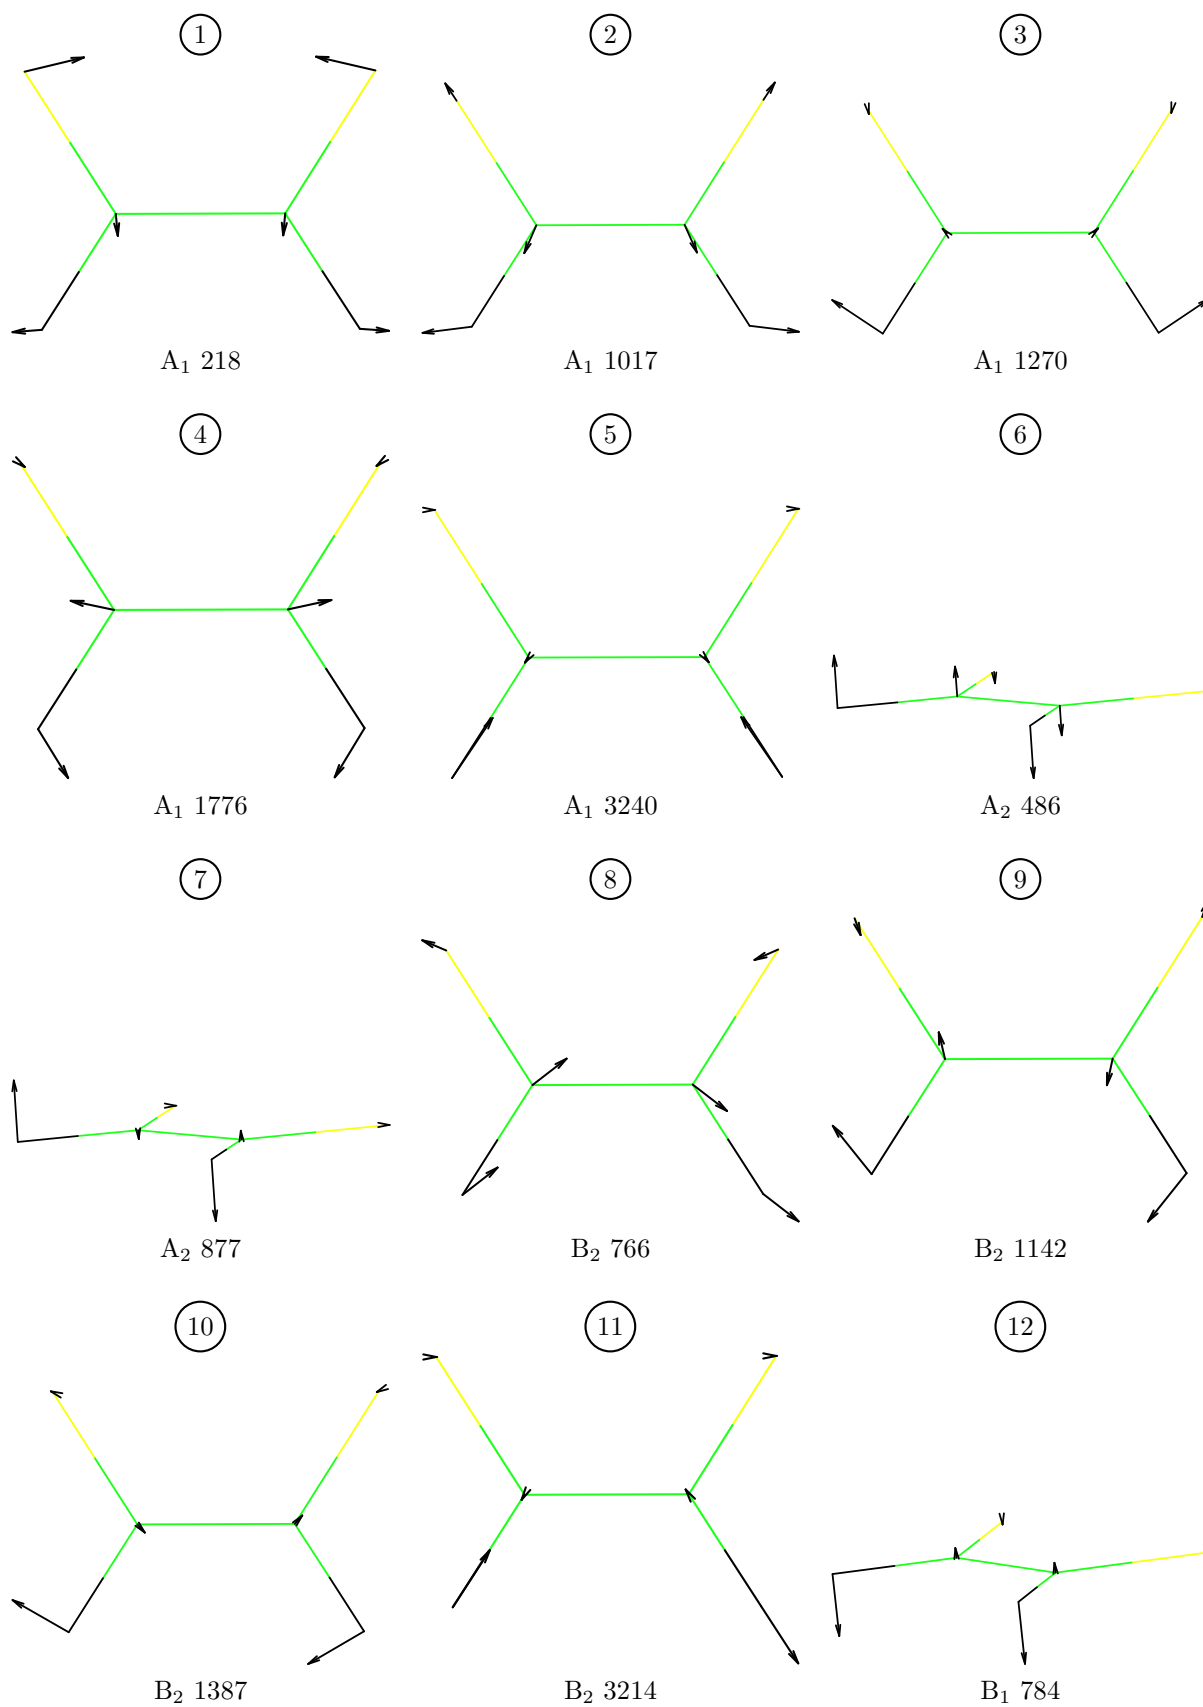 1 2 3
A₁ 218 A₁ 1017 A₁ 1270
4 5 6
A₁ 1776 A₁ 3240 A₂ 486
7 8 9
A₂ 877 B₂ 766 B₂ 1142
10 11 12
B₂ 1387 B₂ 3214 B₁ 784